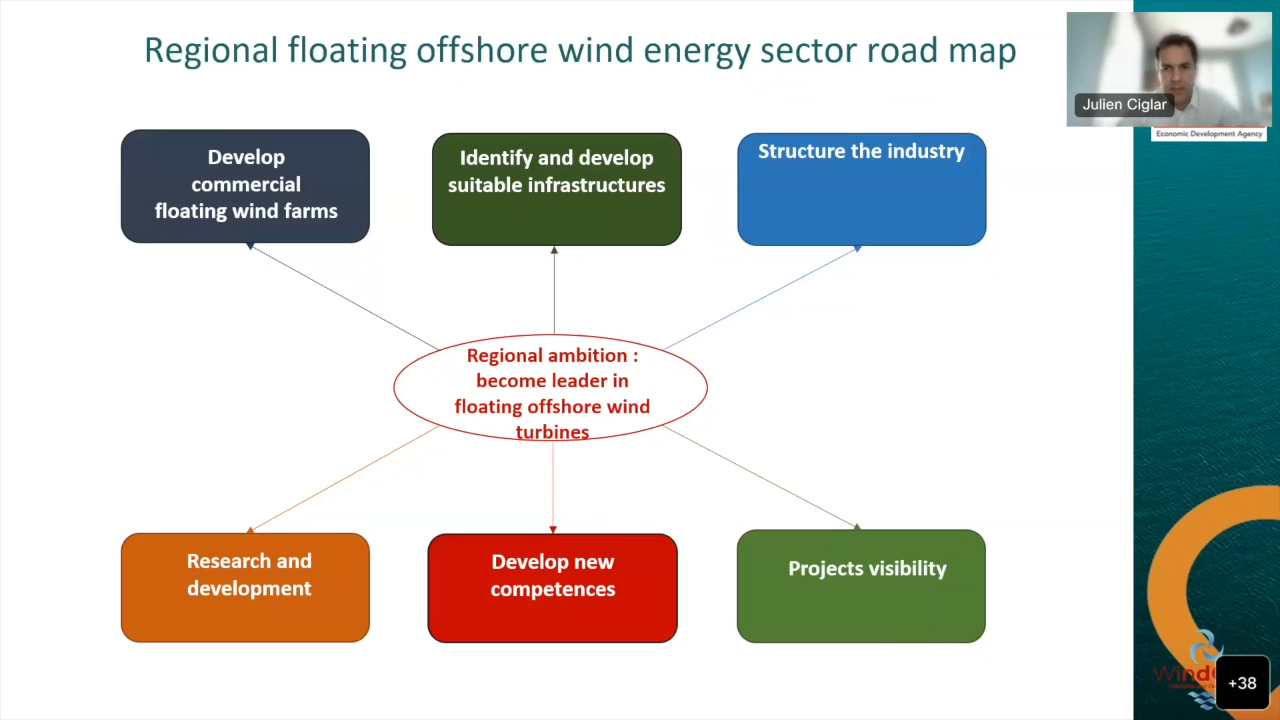 Regional floating offshore wind energy sector road map
Julien Ciglar
Economic Development Agency
Develop
commercial
floating wind farms
Identify and develop
suitable infrastructures
Structure the industry
Regional ambition :
become leader in
floating offshore wind
turbines
Research and
development
Develop new
competences
Projects visibility
+38